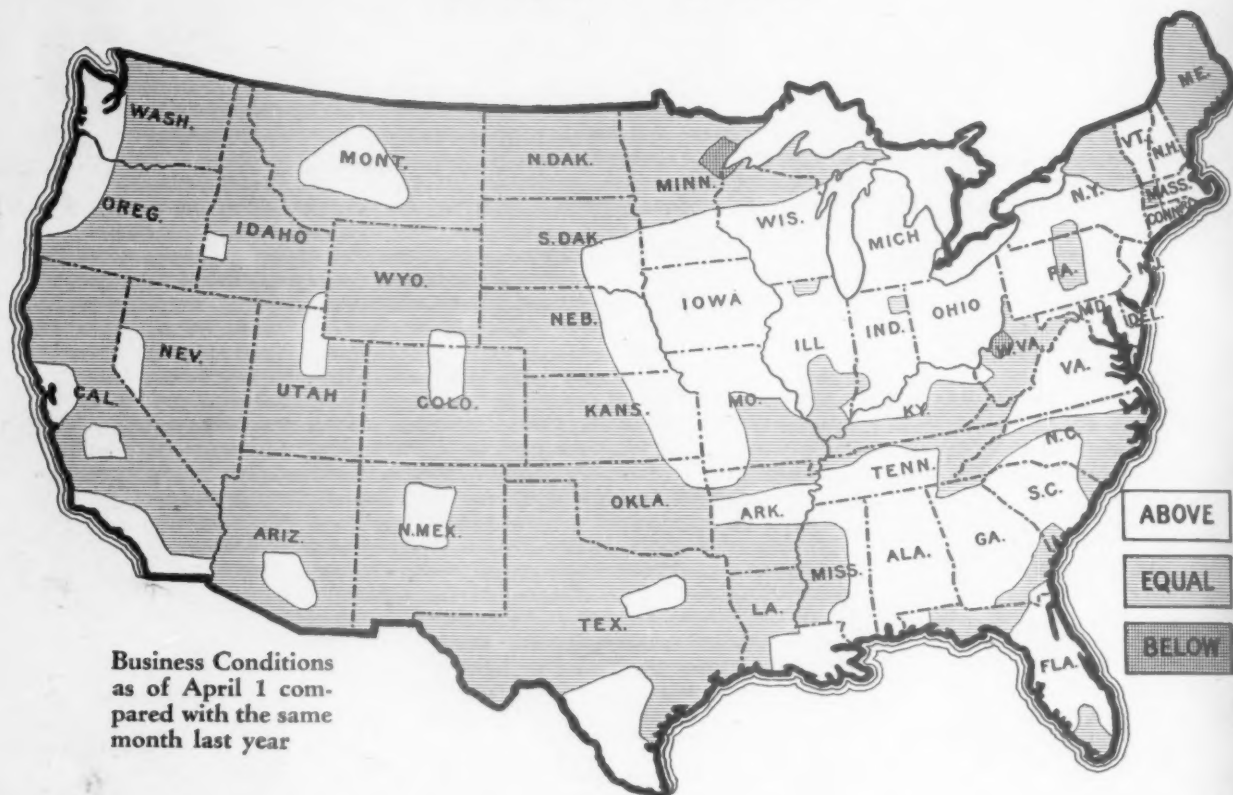 ME.
WASH.
MONT.
N.DAK.
MINN.
VT.
N.H.
OREG.
IDAHO
S.DAK.
WIS.
MICH
N.Y.
MASS.
CONN.
WYO.
IOWA
PA.
N.J.
NEB.
OHIO
MD.
DEL.
NEV.
UTAH
COLO.
ILL
IND.
W.VA.
VA.
CAL.
KANS.
MO.
KY.
N.C.
ARIZ.
N.MEX.
OKLA.
ARK.
TENN.
S.C.
ABOVE
EQUAL
BELOW
TEX.
LA.
MISS.
ALA.
GA.
FLA.
Business Conditions
as of April 1 com-
pared with the same
month last year